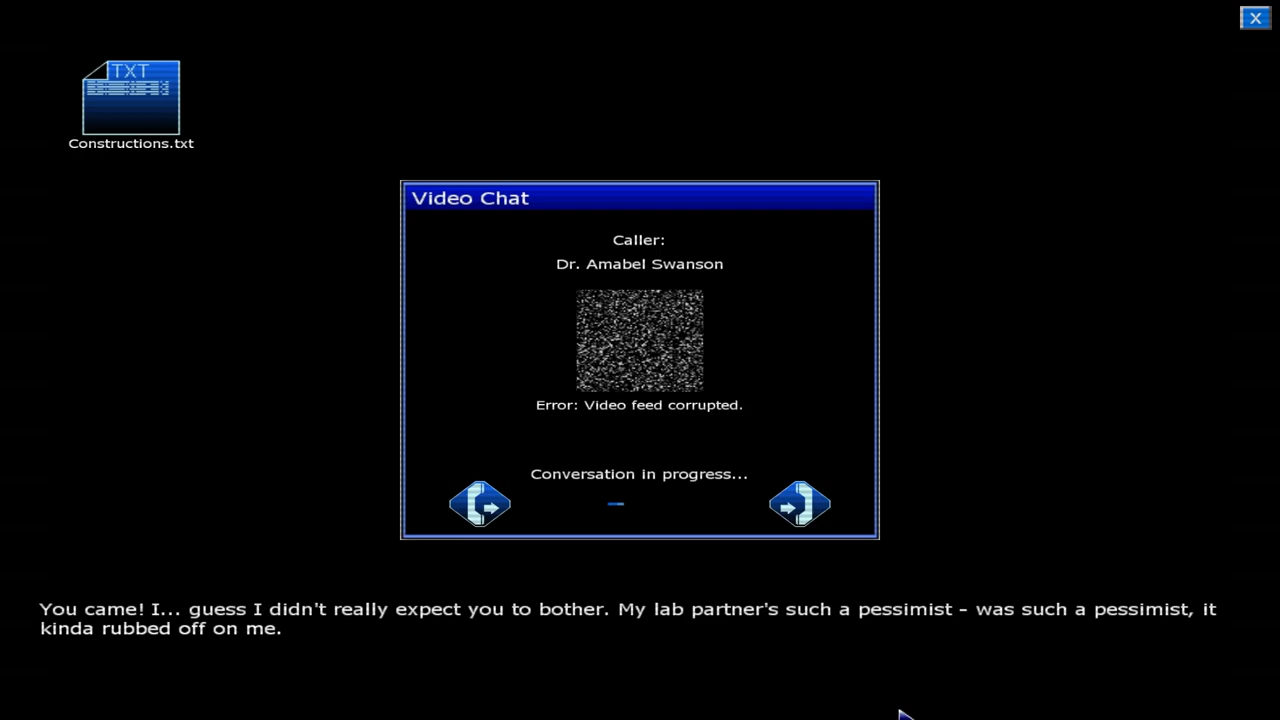 X
TXT
Constructions.txt
Video Chat
Caller:
Dr. Amabel Swanson
Error: Video feed corrupted.
Conversation in progress...
You came! I... guess I didn't really expect you to bother. My lab partner's such a pessimist - was such a pessimist, it
kinda rubbed off on me.